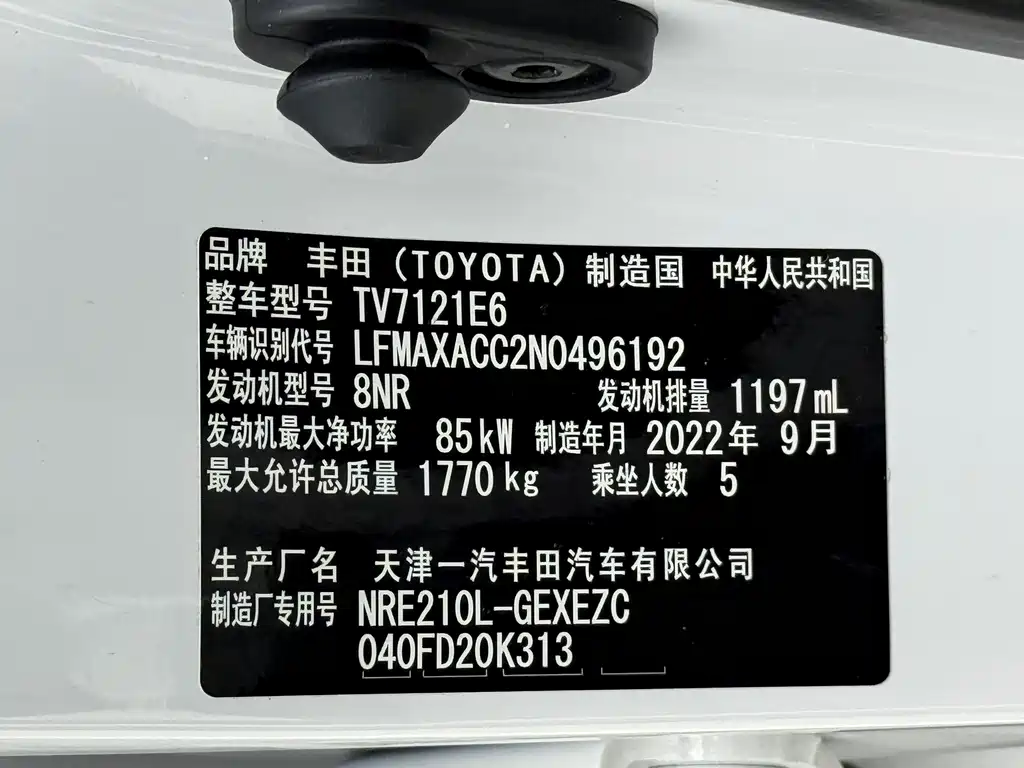 品牌 丰田（TOYOTA）制造国 中华人民共和国
整车型号 TV7121E6
车辆识别代号 LFMAXACC2N0496192
发动机型号 8NR 发动机排量 1197mL
发动机最大净功率 85kW 制造年月 2022年 9月
最大允许总质量 1770kg 乘坐人数 5
生产厂名 天津一汽丰田汽车有限公司
制造厂专用号 NRE210L-GEXEZC
040FD20K313